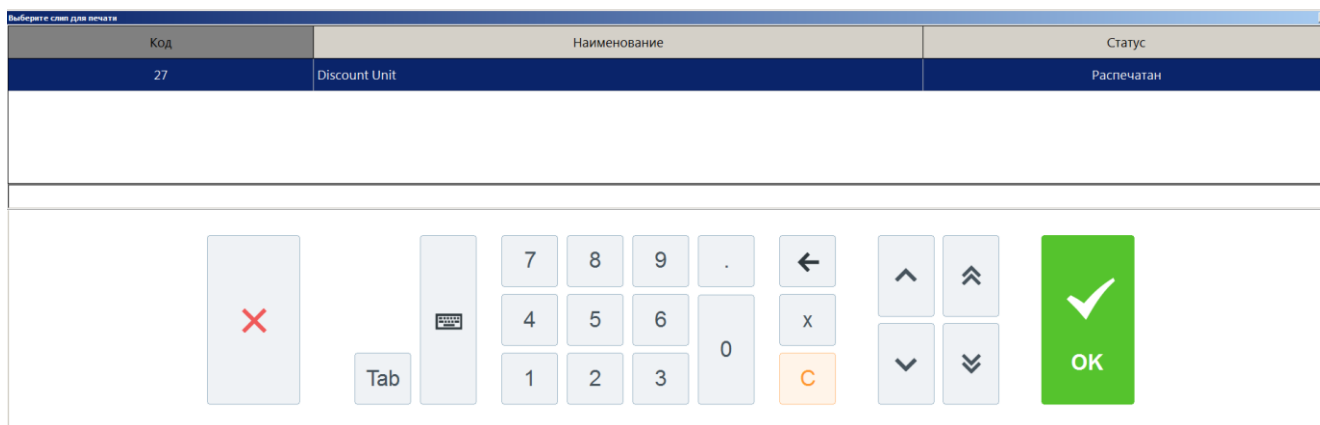 Выберите слип для печати
Код Наименование Статус
27 Discount Unit Распечатан
7 8 9 .
4 5 6 x
0
Tab 1 2 3 C OK